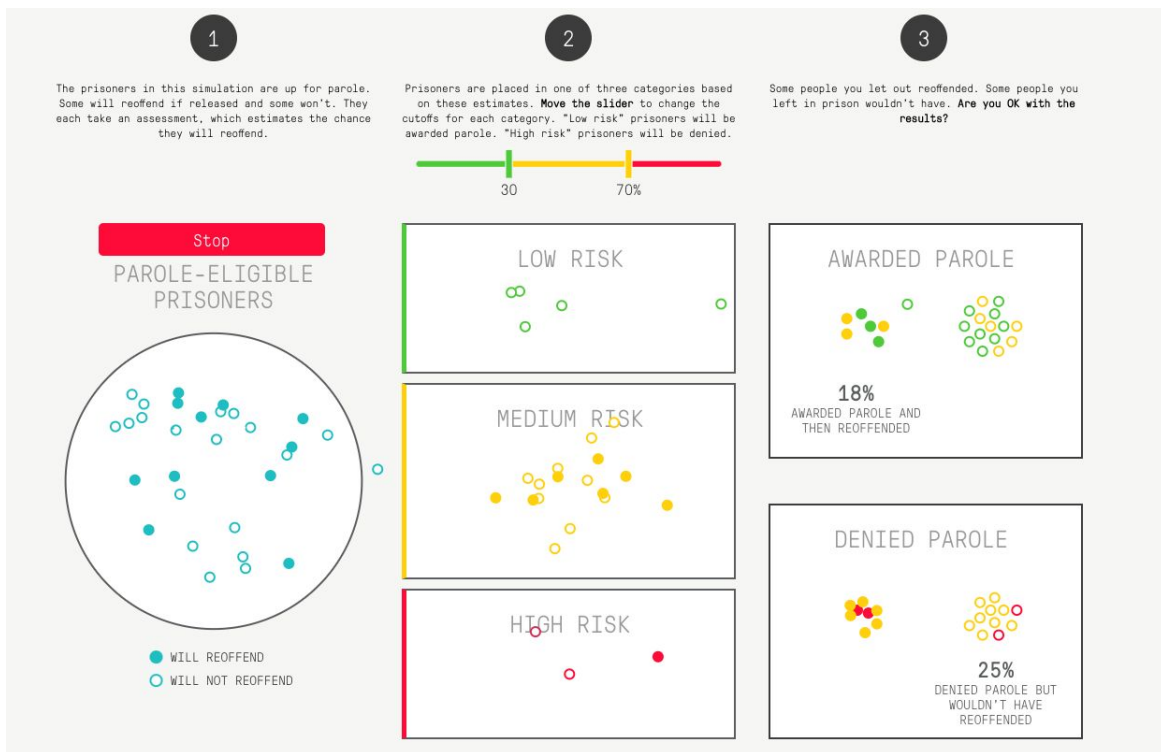 1
The prisoners in this simulation are up for parole.
Some will reoffend if released and some won't. They
each take an assessment, which estimates the chance
they will reoffend.
Stop
PAROLE-ELIGIBLE
PRISONERS
WILL REOFFEND
WILL NOT REOFFEND
2
Prisoners are placed in one of three categories based
on these estimates. Move the slider to change the
cutoffs for each category. "Low risk" prisoners will be
awarded parole. "High risk" prisoners will be denied.
30
70%
LOW RISK
MEDIUM RISK
HIGH RISK
3
Some people you let out reoffended. Some people you
left in prison wouldn't have. Are you OK with the
results?
AWARDED PAROLE
18%
AWARDED PAROLE AND
THEN REOFFENDED
DENIED PAROLE
25%
DENIED PAROLE BUT
WOULDN'T HAVE
REOFFENDED